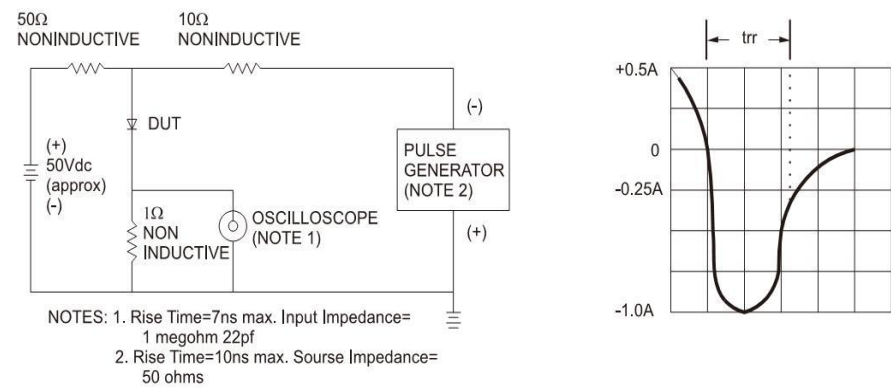 50Ω
NONINDUCTIVE
10Ω
NONINDUCTIVE
DUT
(+)
50Vdc
(approx)
(-)
1Ω
NON
INDUCTIVE
OSCILLOSCOPE
(NOTE 1)
(-)
PULSE
GENERATOR
(NOTE 2)
(+)
NOTES: 1. Rise Time=7ns max. Input Impedance=
1 megohm 22pf
2. Rise Time=10ns max. Sourse Impedance=
50 ohms
trr
+0.5A
0
-0.25A
-1.0A